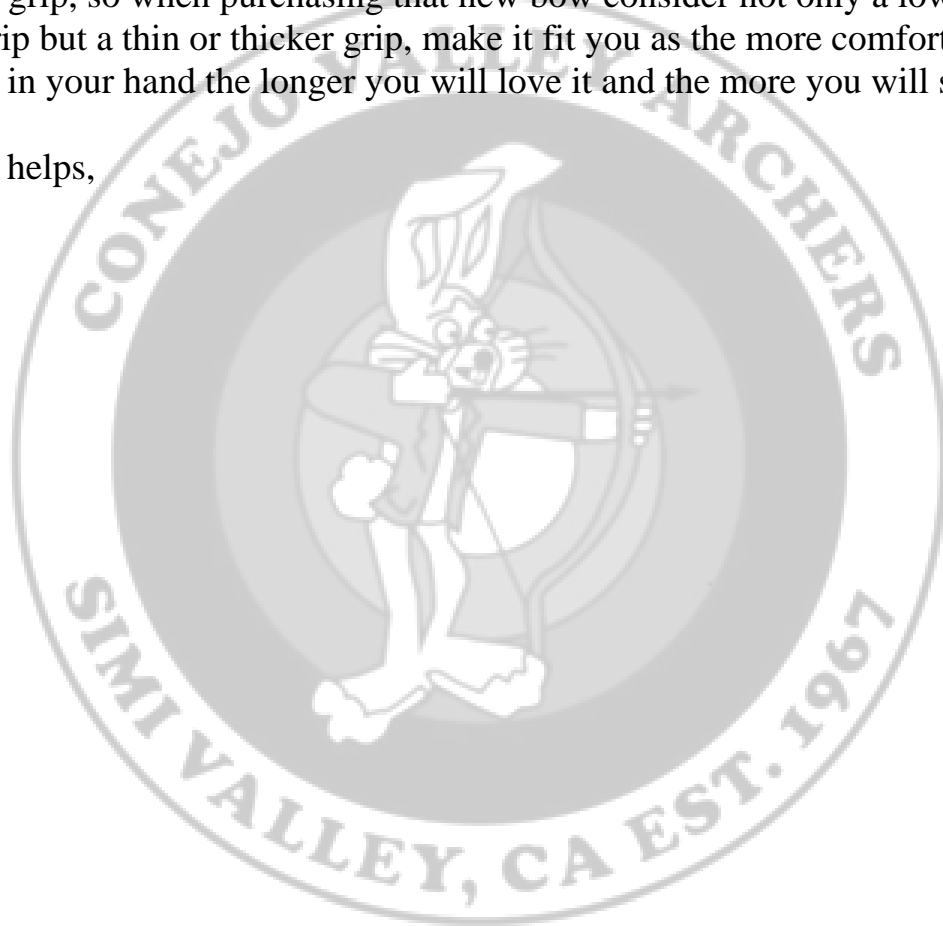 grip, so when purchasing that new bow consider not only a low
rip but a thin or thicker grip, make it fit you as the more comfort
in your hand the longer you will love it and the more you will s
helps,
CONEJO VALLEY ARCHERS
SIMI VALLEY, CA EST. 1967